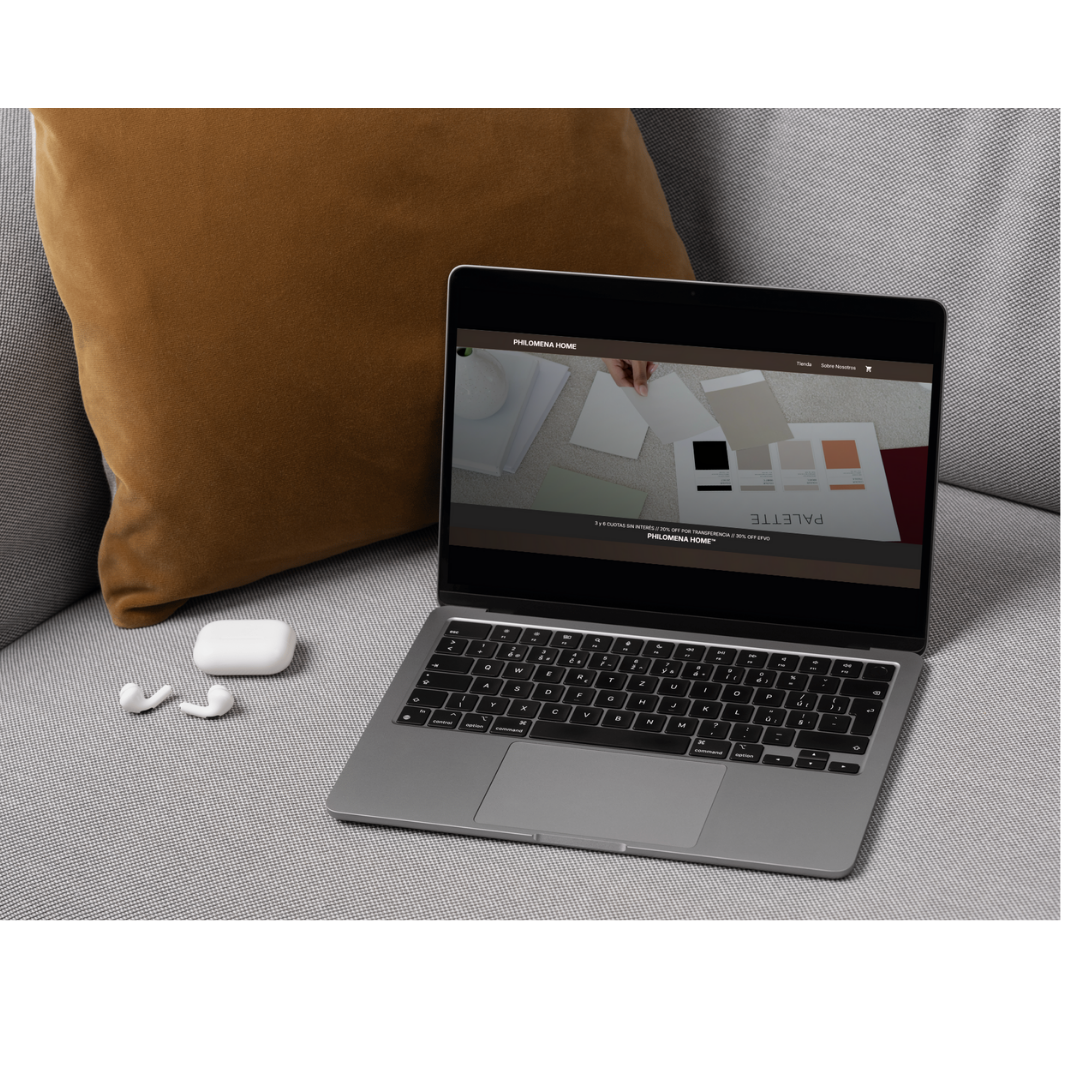 PHILOMENA HOME
Tienda Sobre Nosotros
PALETTE
3 y 6 CUOTAS SIN INTERÉS // 30% OFF POR TRANSFERENCIA // 35% OFF EFVO
PHILOMENA HOME™
esc
Q W E R T Z U I O P
A S D F G H J K L
Y X C V B N M
fn control option command command option